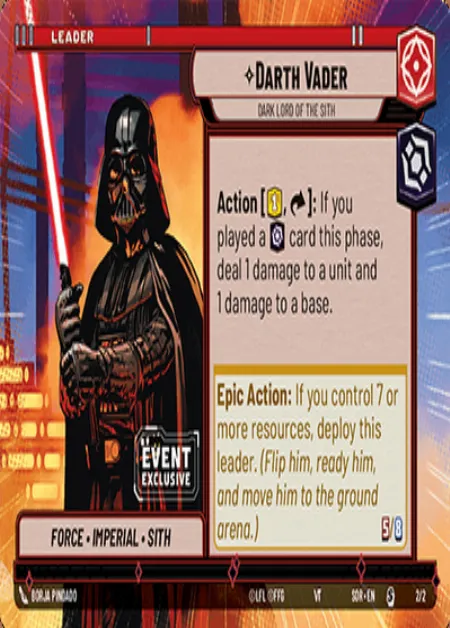 LEADER
DARTH VADER
DARK LORD OF THE SITH
Action [1, ]: If you
played a card this phase,
deal 1 damage to a unit and
1 damage to a base.
Epic Action: If you control 7 or
more resources, deploy this
leader. (Flip him, ready him,
and move him to the ground
arena.)
5/8
EVENT
EXCLUSIVE
FORCE • IMPERIAL • SITH
BORJA PINDADO
©LFL ©FFG
VT
SOR • EN
2/2